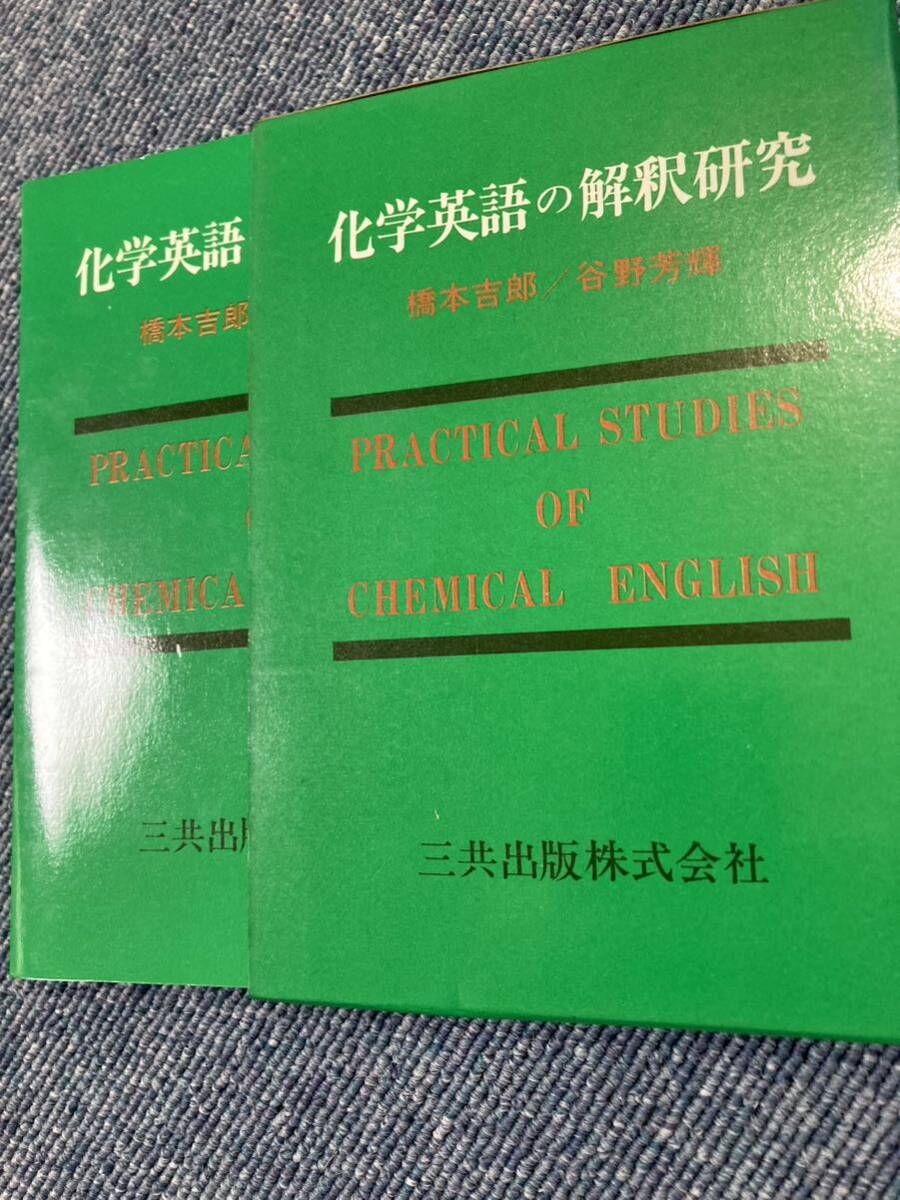 化学英語の解釈研究
橋本吉郎/谷野芳輝
PRACTICAL STUDIES
OF
CHEMICAL ENGLISH
三共出版株式会社
化学英語
橋本吉郎
PRACTICA
CHEMICA
三共出